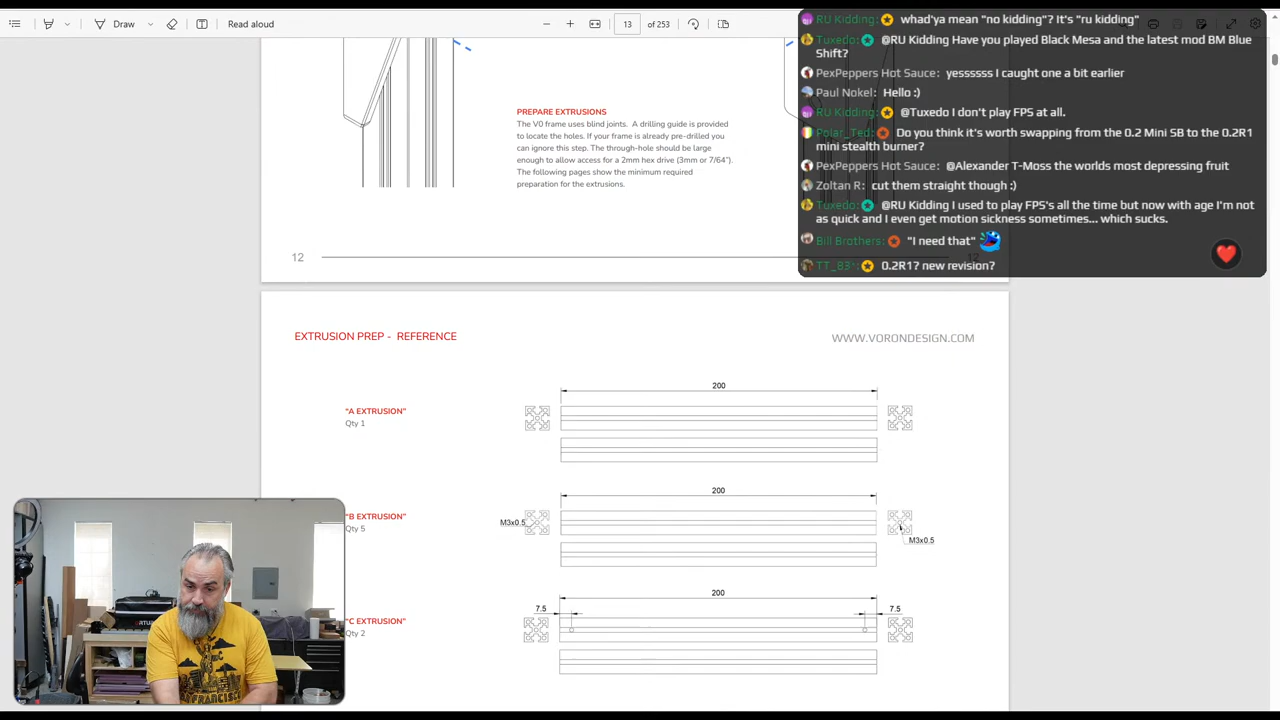 Draw
Read aloud
13
of 253
RU Kidding: whad'ya mean "no kidding"? It's "ru kidding"
Tuxedo: @RU Kidding Have you played Black Mesa and the latest mod BM Blue
Shift?
PexPeppers Hot Sauce: yessssss I caught one a bit earlier
Paul Nokel: Hello :)
RU Kidding: @Tuxedo I don't play FPS at all.
Polar_Ted: Do you think it's worth swapping from the 0.2 Mini SB to the 0.2R1
mini stealth burner?
PexPeppers Hot Sauce: @Alexander T-Moss the worlds most depressing fruit
Zoltan R: cut them straight though :)
Tuxedo: @RU Kidding I used to play FPS's all the time but now with age I'm not
as quick and I even get motion sickness sometimes... which sucks.
Bill Brothers: "I need that"
0.2R1? new revision?
PREPARE EXTRUSIONS
The V0 frame uses blind joints. A drilling guide is provided
to locate the holes. If your frame is already pre-drilled you
can ignore this step. The through-hole should be large
enough to allow access for a 2mm hex drive (3mm or 7/64").
The following pages show the minimum required
preparation for the extrusions.
12
12
EXTRUSION PREP - REFERENCE
WWW.VORONDESIGN.COM
200
"A EXTRUSION"
Qty 1
200
"B EXTRUSION"
Qty 5
M3x0.5
M3x0.5
200
7.5
7.5
"C EXTRUSION"
Qty 2